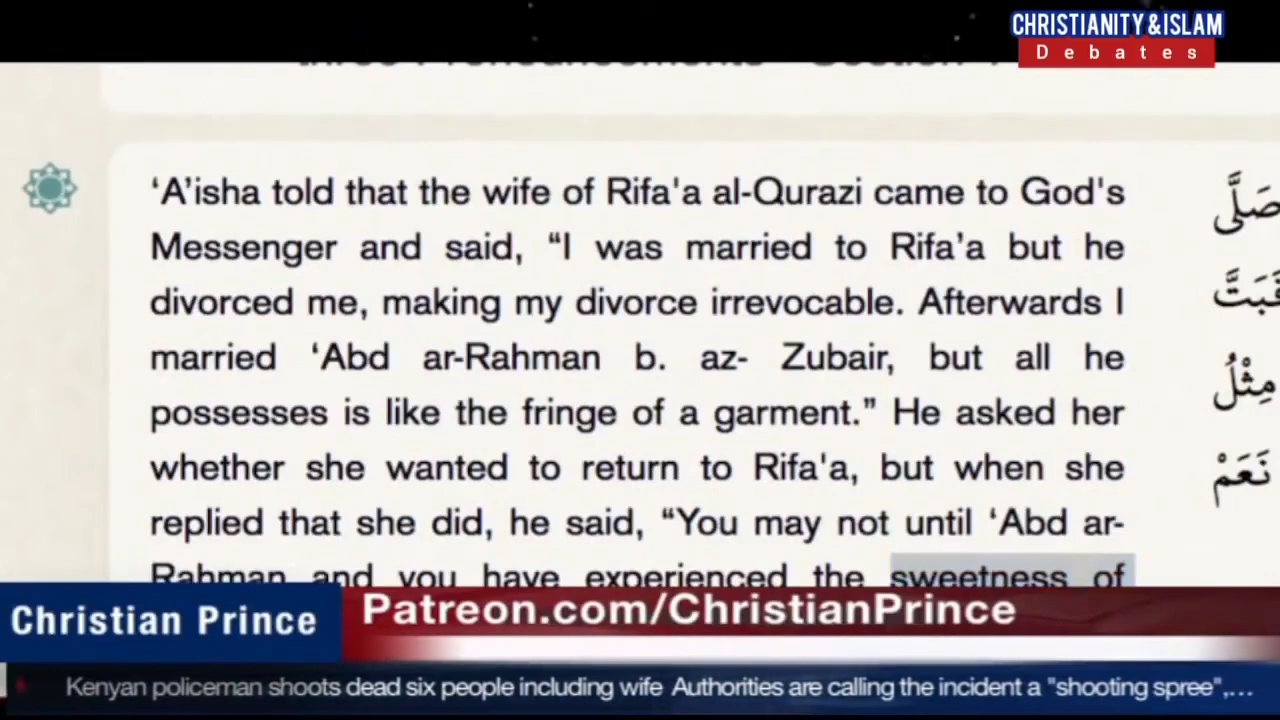 CHRISTIANITY & ISLAM
Debates
‘A’isha told that the wife of Rifa'a al-Qurazi came to God's
Messenger and said, “I was married to Rifa’a but he
divorced me, making my divorce irrevocable. Afterwards I
married ‘Abd ar-Rahman b. az- Zubair, but all he
possesses is like the fringe of a garment.” He asked her
whether she wanted to return to Rifa'a, but when she
replied that she did, he said, “You may not until ‘Abd ar-
Rahman and you have experienced the sweetness of
صَلَّى
مِثْلُ
نَعَمْ
Christian Prince
Patreon.com/ChristianPrince
Kenyan policeman shoots dead six people including wife Authorities are calling the incident a "shooting spree",...